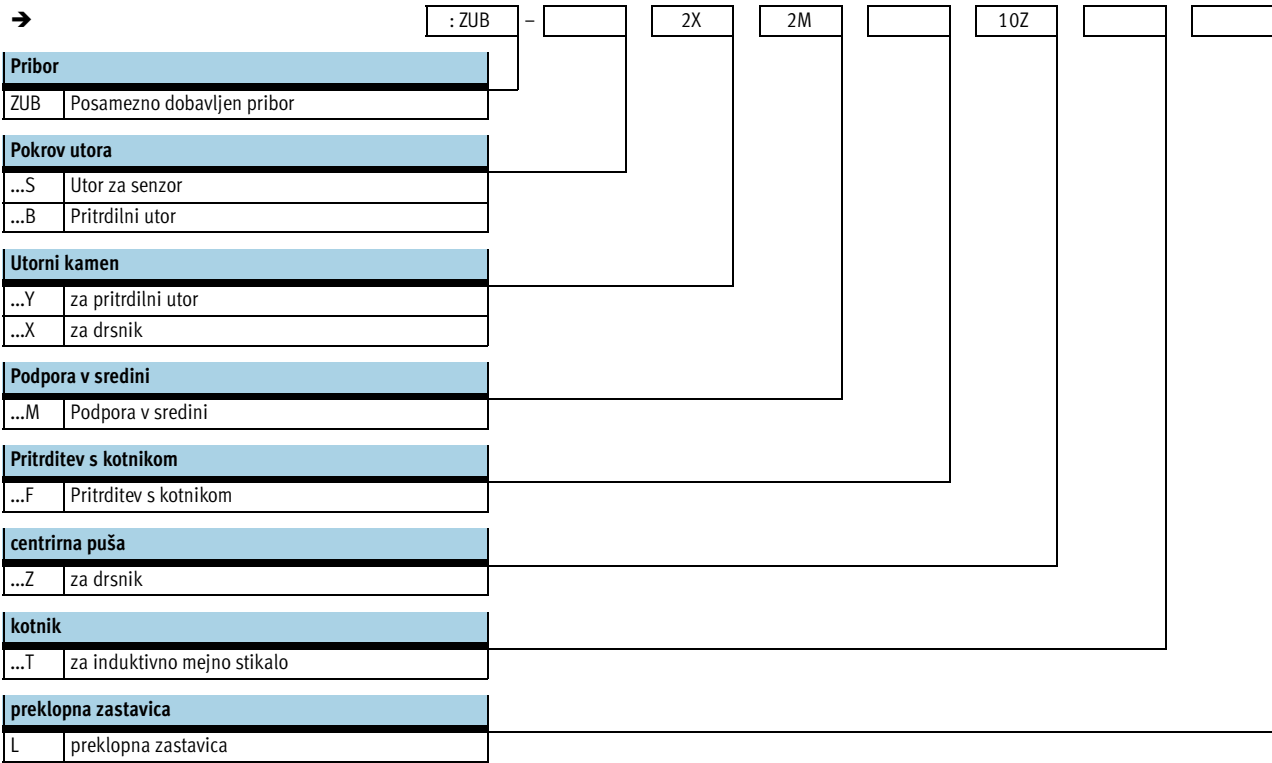 ➔ : ZUB – 2X 2M 10Z
Pribor
ZUB Posamezno dobavljen pribor
Pokrov utora
...S Utor za senzor
...B Pritrdilni utor
Utorni kamen
...Y za pritrdilni utor
...X za drsnik
Podpora v sredini
...M Podpora v sredini
Pritrditev s kotnikom
...F Pritrditev s kotnikom
centrirna puša
...Z za drsnik
kotnik
...T za induktivno mejno stikalo
preklopna zastavica
L preklopna zastavica